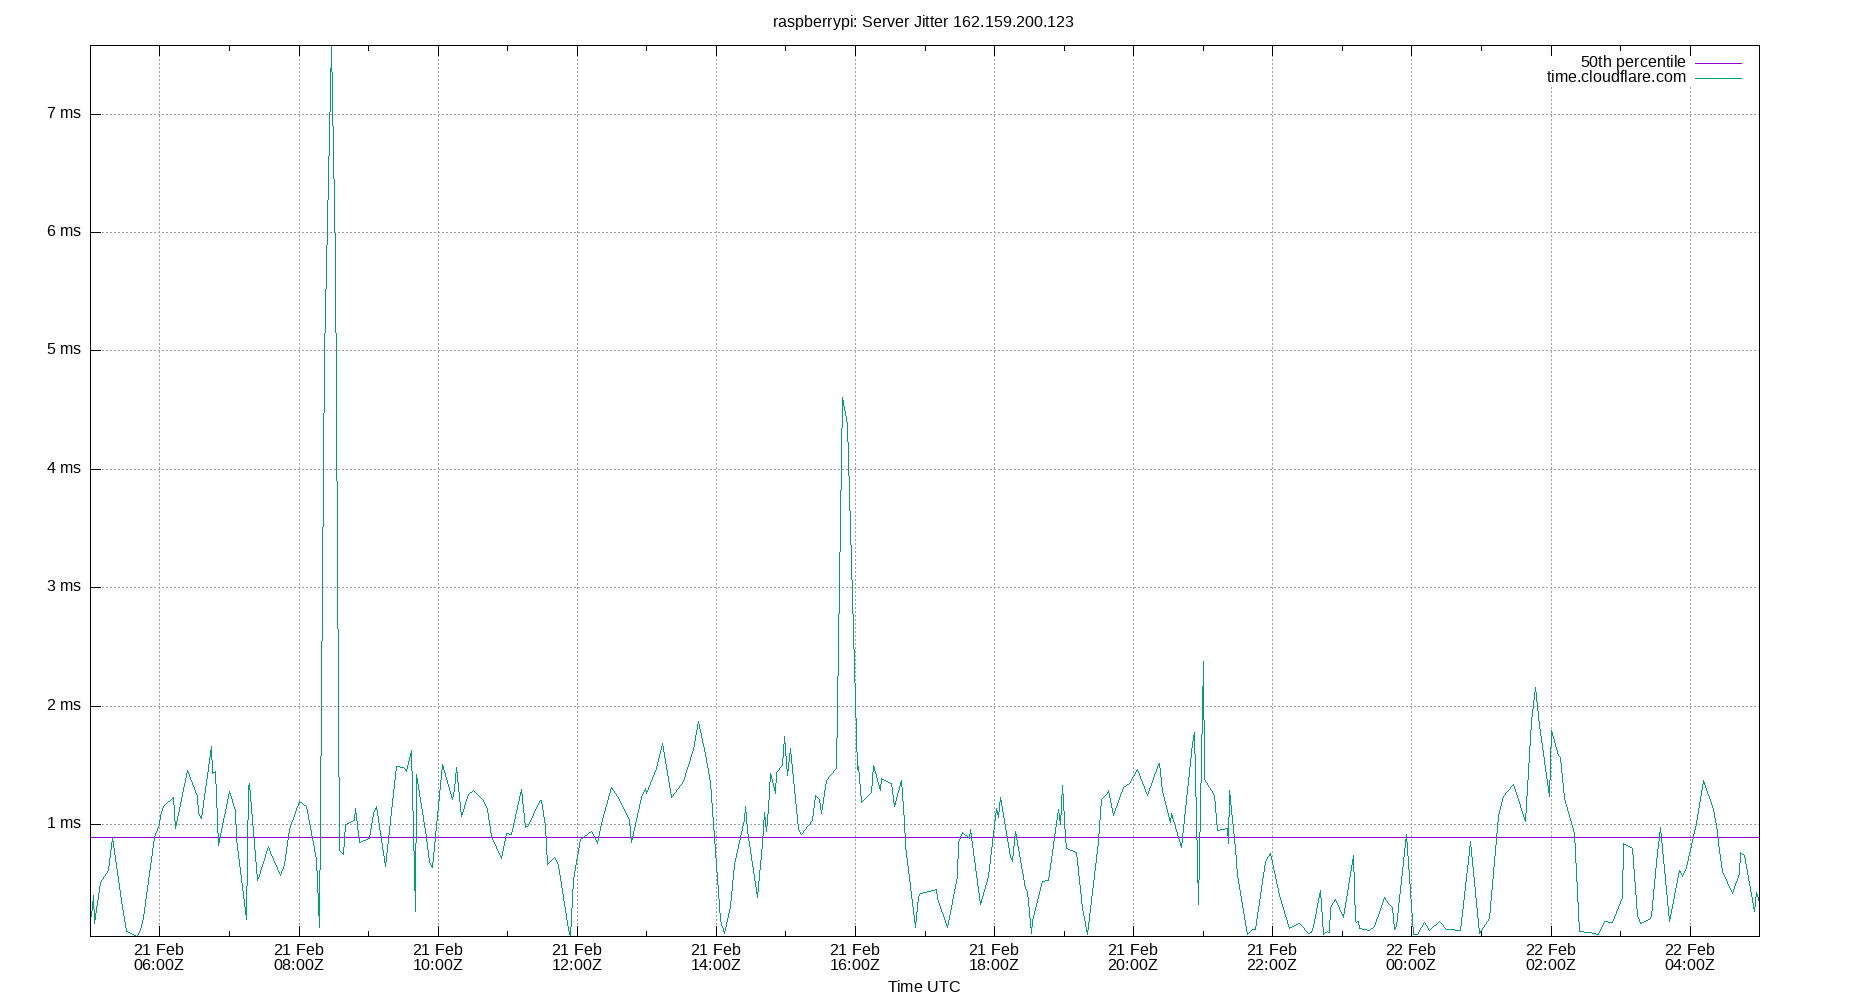 raspberrypi: Server Jitter 162.159.200.123
50th percentile
time.cloudflare.com
7 ms
6 ms
5 ms
4 ms
3 ms
2 ms
1 ms
21 Feb 21 Feb 21 Feb 21 Feb 21 Feb 21 Feb 21 Feb 21 Feb 21 Feb 22 Feb 22 Feb 22 Feb
06:00Z 08:00Z 10:00Z 12:00Z 14:00Z 16:00Z 18:00Z 20:00Z 22:00Z 00:00Z 02:00Z 04:00Z
Time UTC